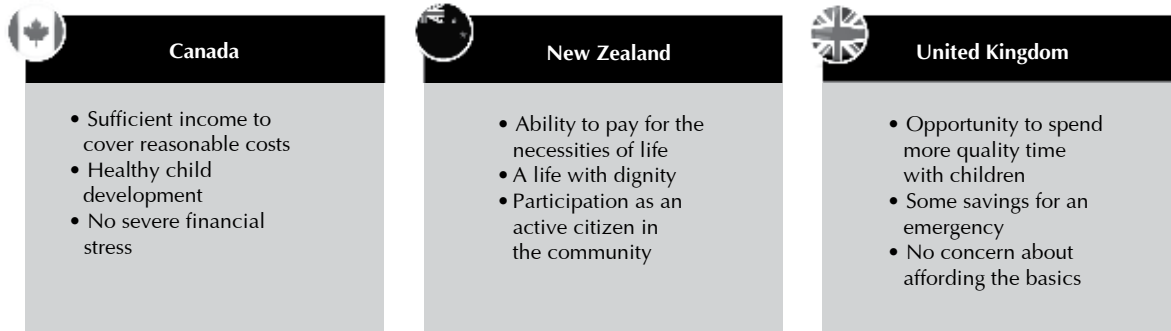 Canada
• Sufficient income to
cover reasonable costs
• Healthy child
development
• No severe financial
stress
New Zealand
• Ability to pay for the
necessities of life
• A life with dignity
• Participation as an
active citizen in
the community
United Kingdom
• Opportunity to spend
more quality time
with children
• Some savings for an
emergency
• No concern about
affording the basics